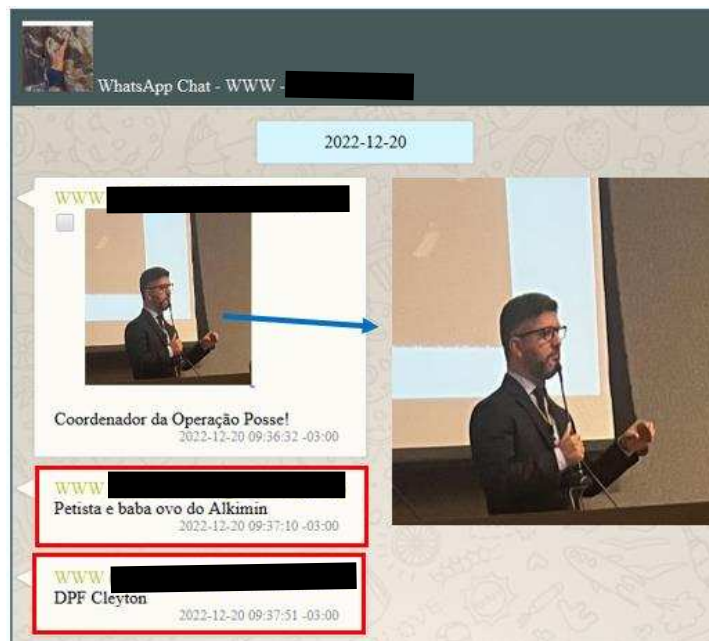 WhatsApp Chat - WWW -
2022-12-20
WWW
Coordenador da Operação Posse!
2022-12-20 09:36:32 -03:00
WWW
Petista e baba ovo do Alkimin
2022-12-20 09:37:10 -03:00
WWW
DPF Cleyton
2022-12-20 09:37:51 -03:00